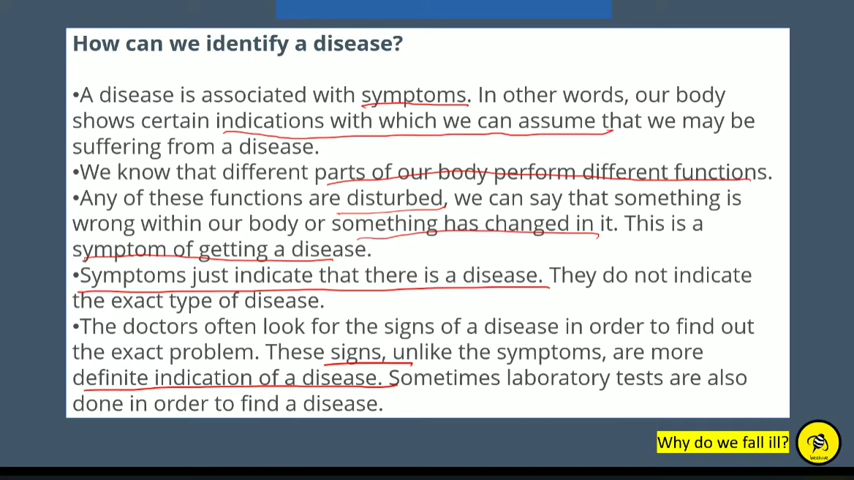 How can we identify a disease?
•A disease is associated with symptoms. In other words, our body
shows certain indications with which we can assume that we may be
suffering from a disease.
•We know that different parts of our body perform different functions.
•Any of these functions are disturbed, we can say that something is
wrong within our body or something has changed in it. This is a
symptom of getting a disease.
•Symptoms just indicate that there is a disease. They do not indicate
the exact type of disease.
•The doctors often look for the signs of a disease in order to find out
the exact problem. These signs, unlike the symptoms, are more
definite indication of a disease. Sometimes laboratory tests are also
done in order to find a disease.
Why do we fall ill?